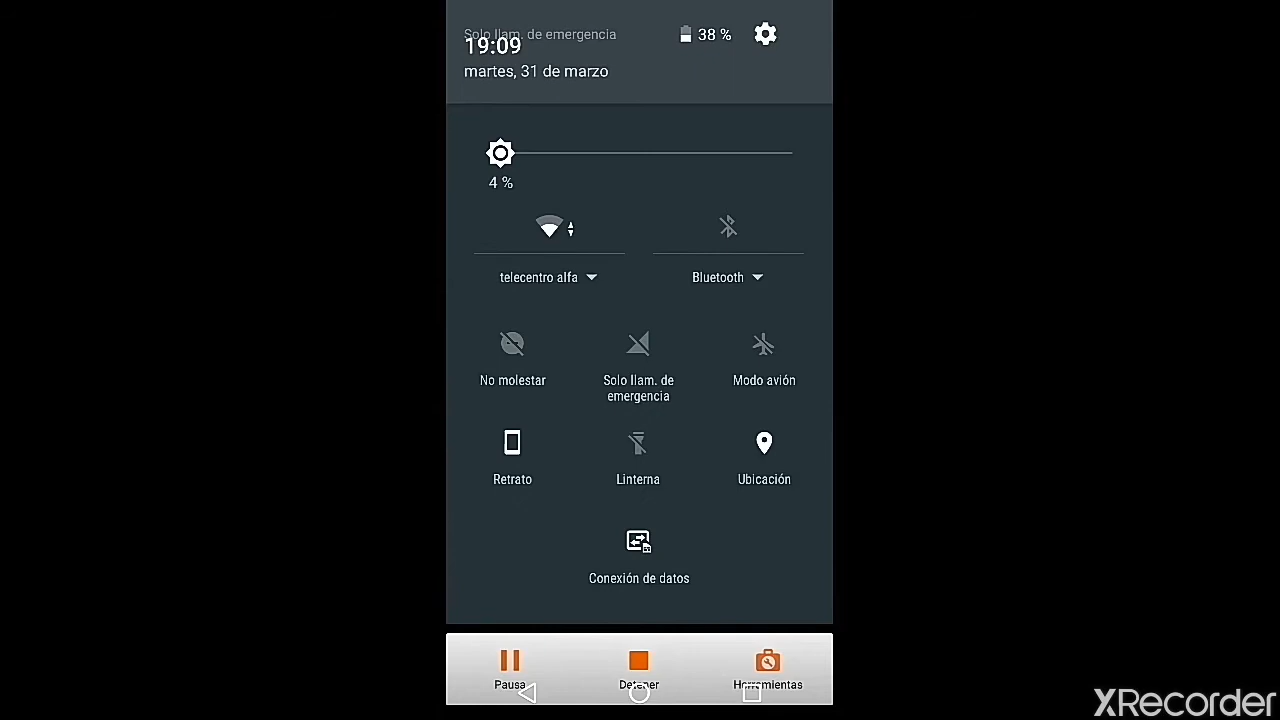 Solo llam. de emergencia
38 %
19:09
martes, 31 de marzo
4 %
telecentro alfa
Bluetooth
No molestar
Solo llam. de
emergencia
Modo avión
Retrato
Linterna
Ubicación
Conexión de datos
Pausa
Detener
Herramientas
XRecorder